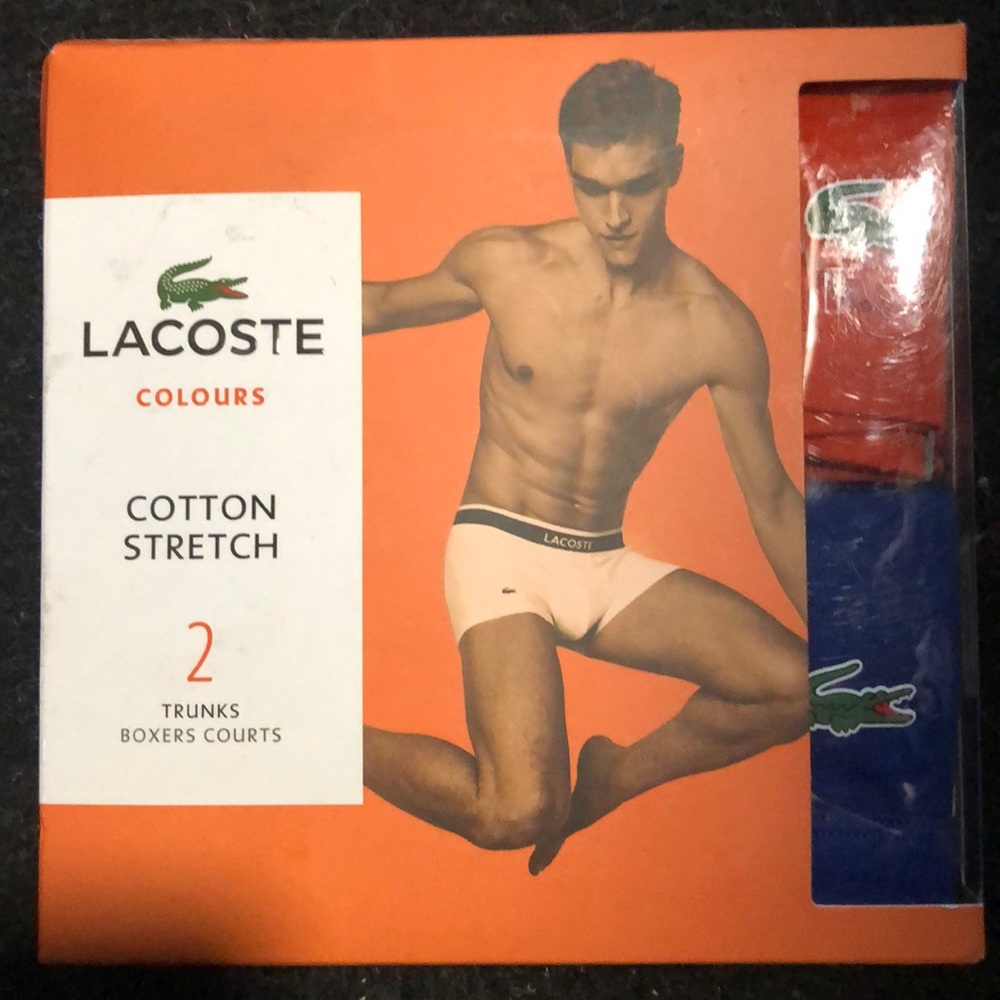 LACOSTE
COLOURS
COTTON
STRETCH
2
TRUNKS
BOXERS COURTS
LACOSTE